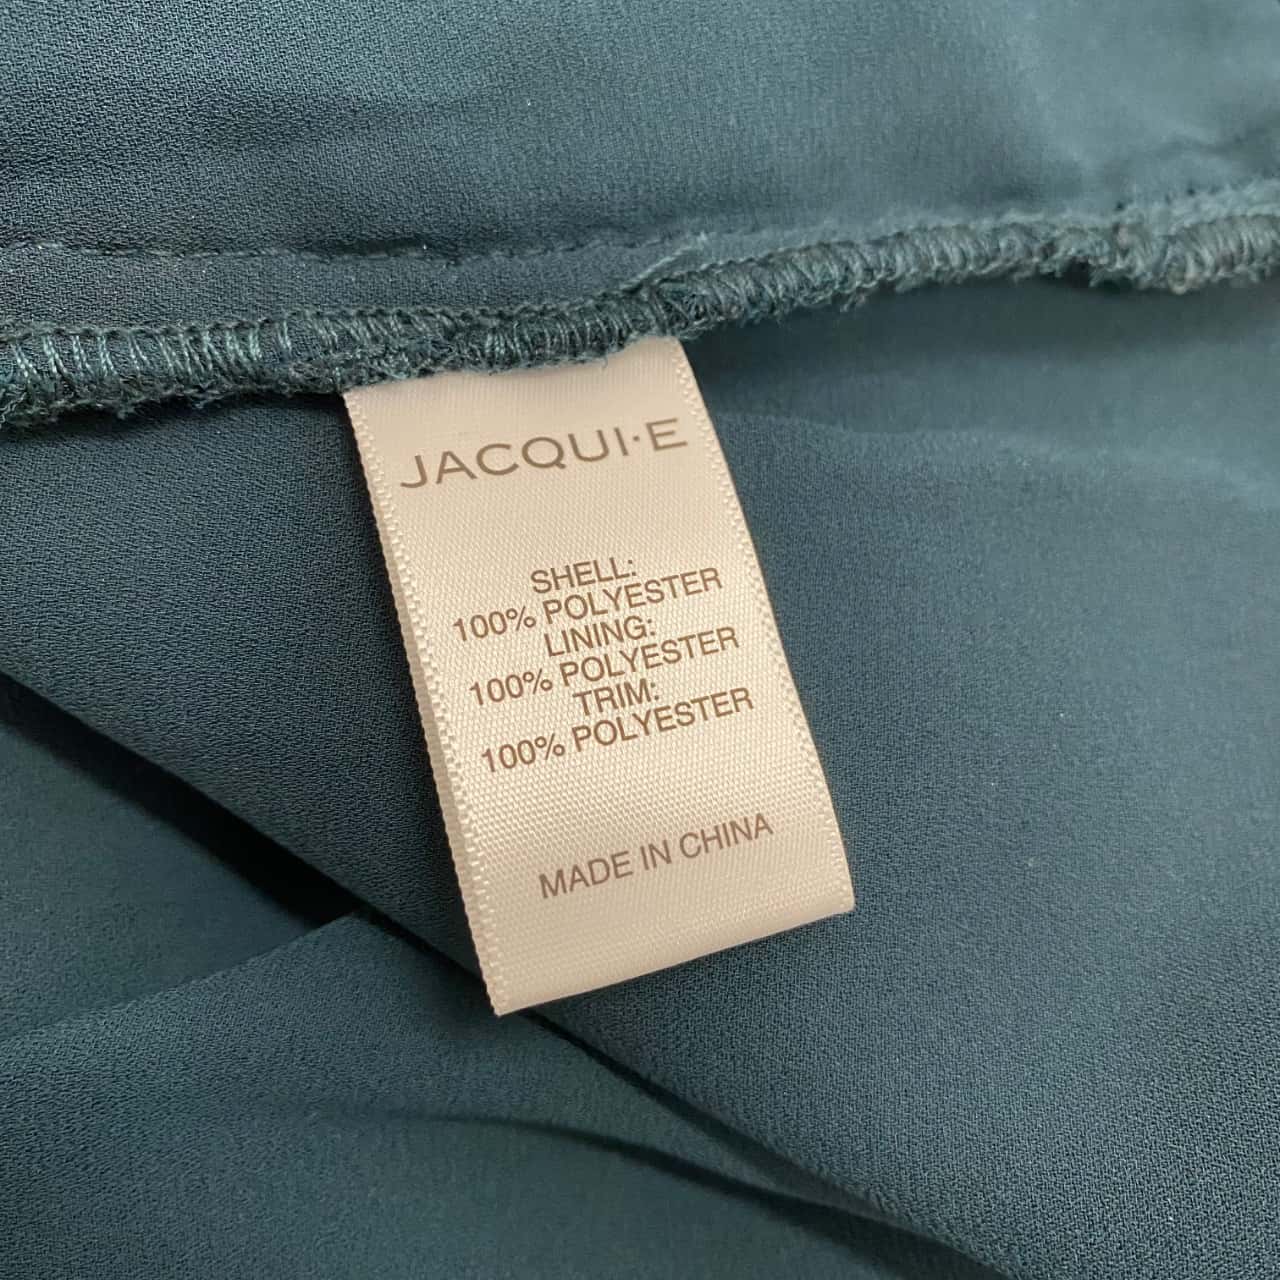 JACQUI·E
SHELL:
100% POLYESTER
LINING:
100% POLYESTER
TRIM:
100% POLYESTER
MADE IN CHINA